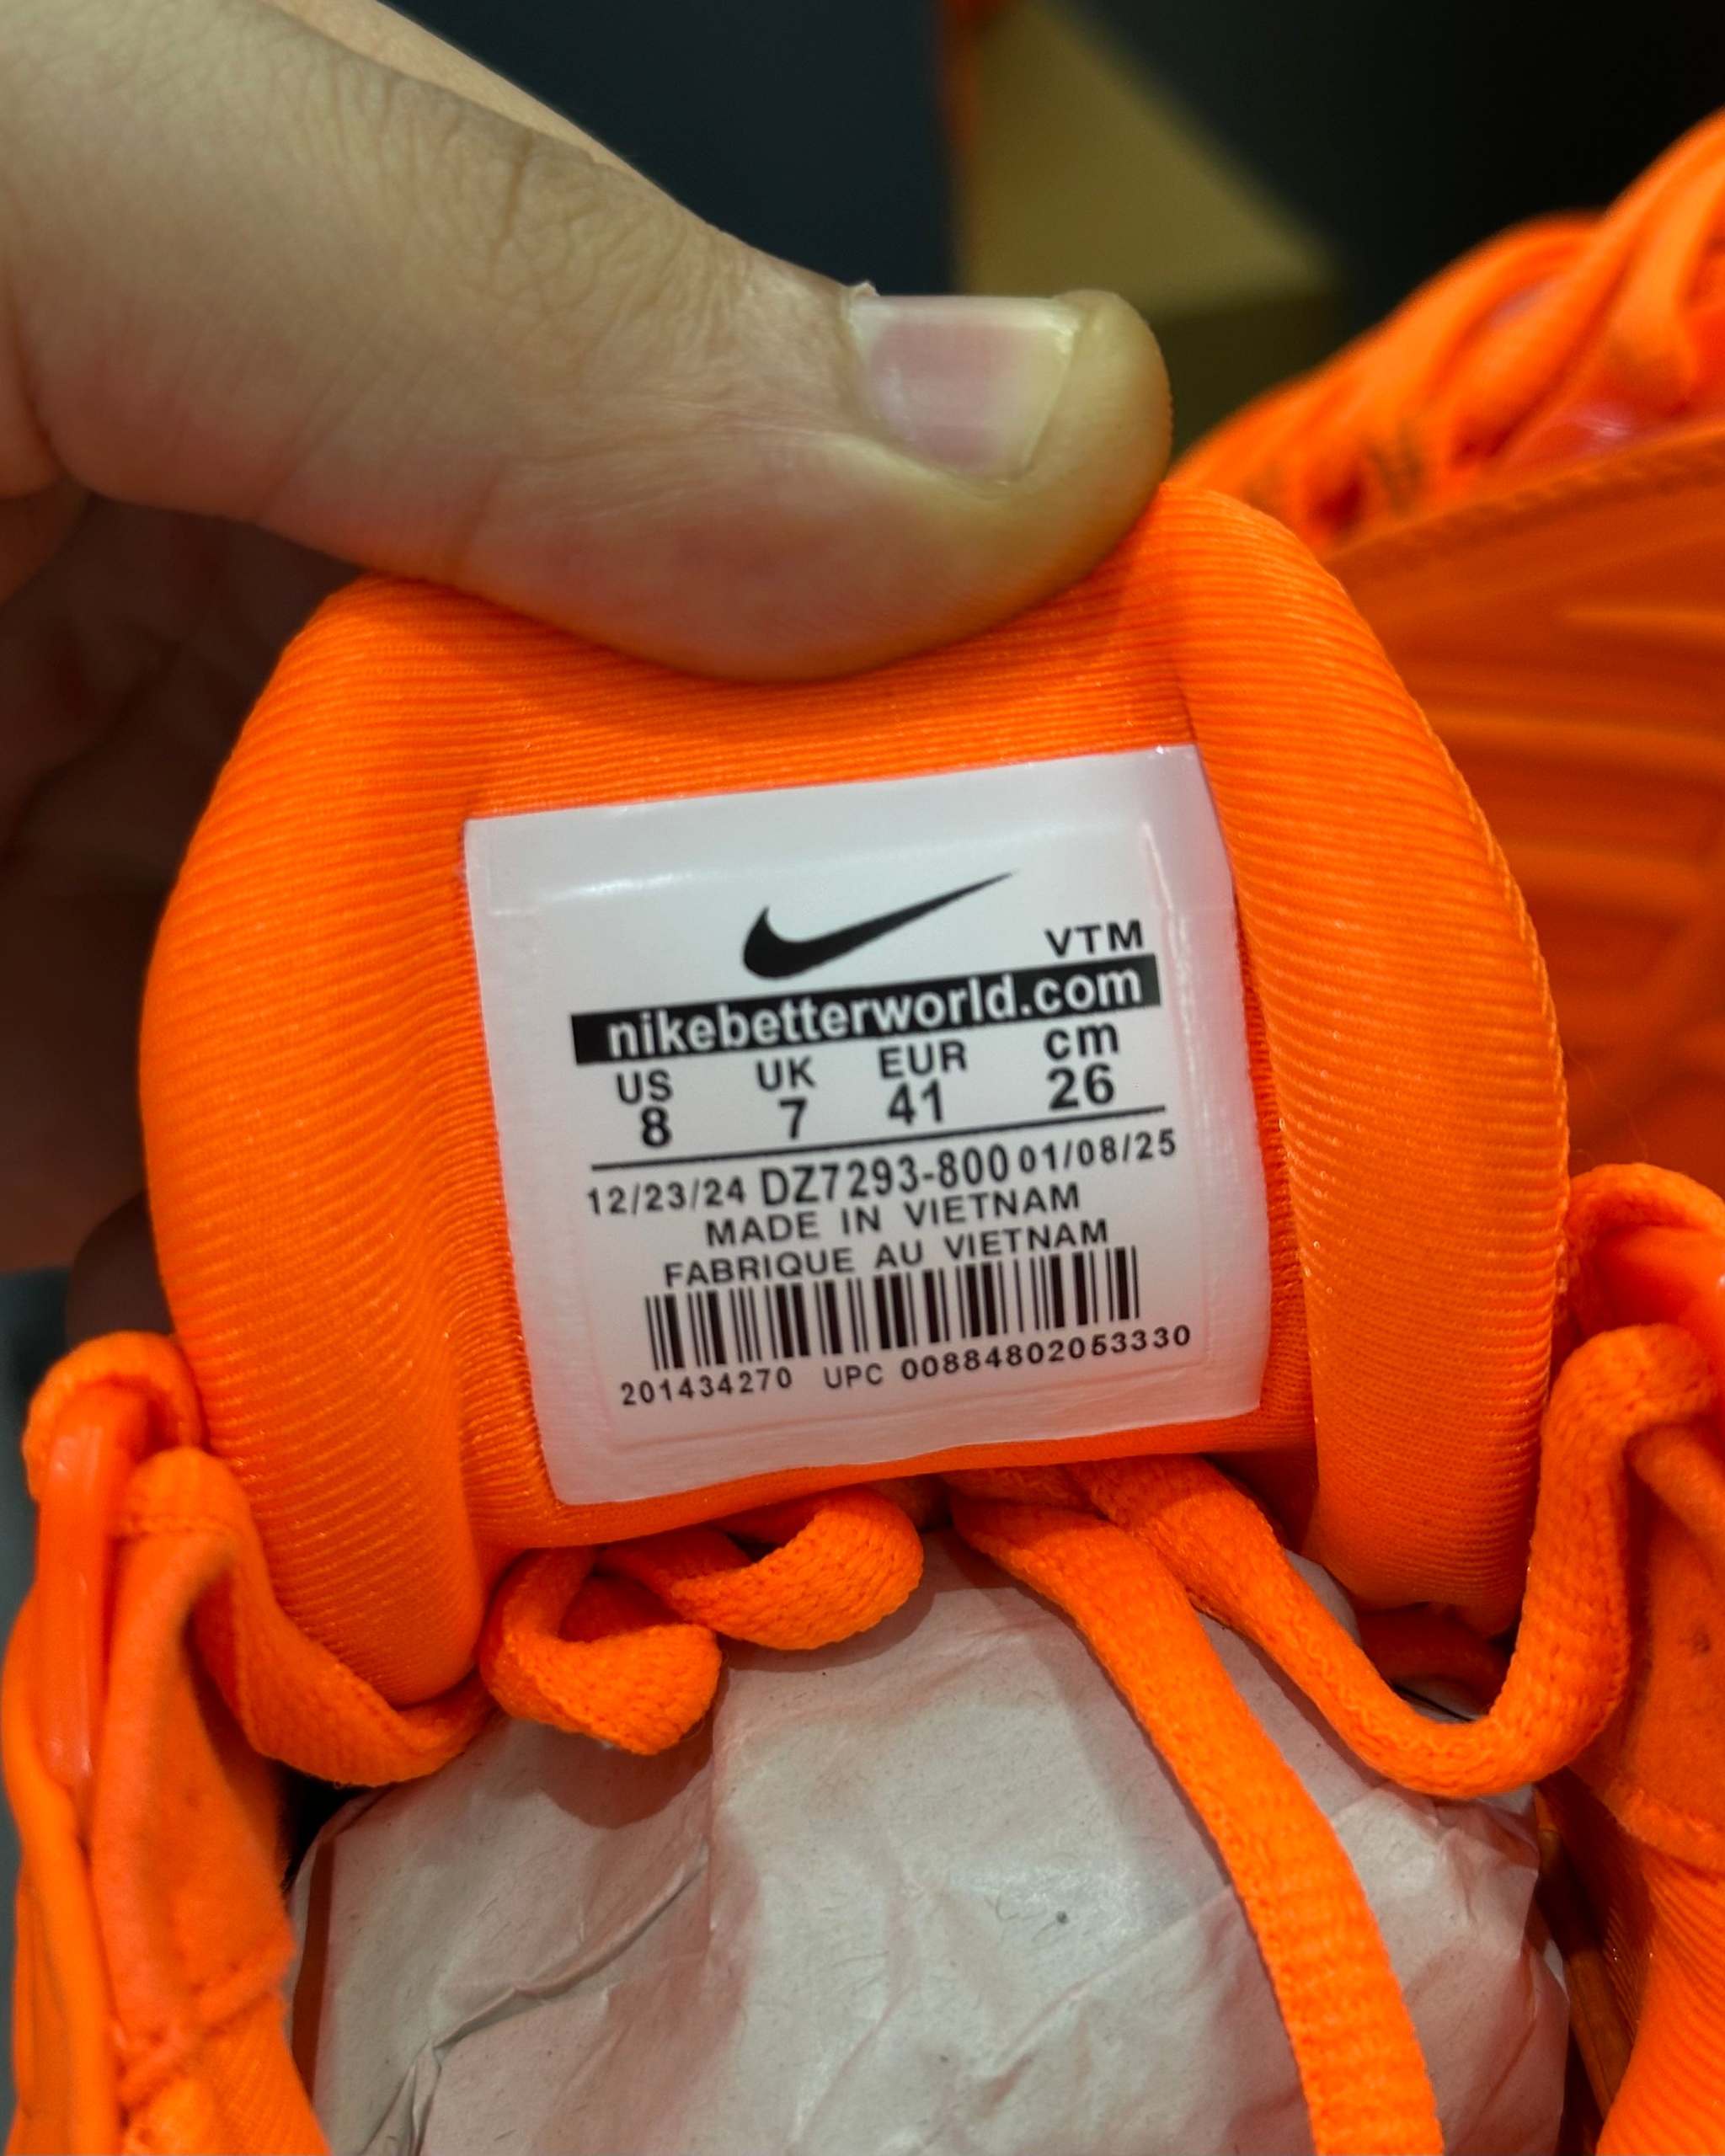 VTM
nikebetterworld.com
US UK EUR cm
8 7 41 26
12/23/24 DZ7293-800 01/08/25
MADE IN VIETNAM
FABRIQUE AU VIETNAM
201434270 UPC 00884802053330